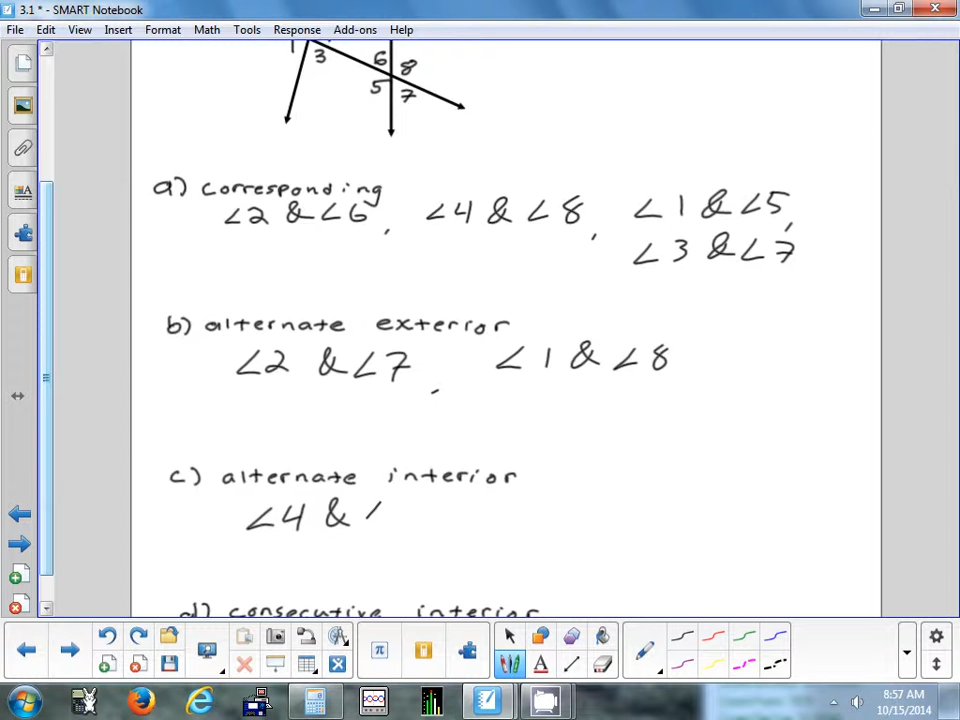 3.1 * - SMART Notebook
File Edit View Insert Format Math Tools Response Add-ons Help
1 3 6 8
5 7
a) corresponding
∠2 & ∠6, ∠4 & ∠8, ∠1 & ∠5,
∠3 & ∠7
b) alternate exterror
∠2 & ∠7, ∠1 & ∠8
c) alternate interior
∠4 & ∠
d) consecutive interior
8:57 AM
10/15/2014